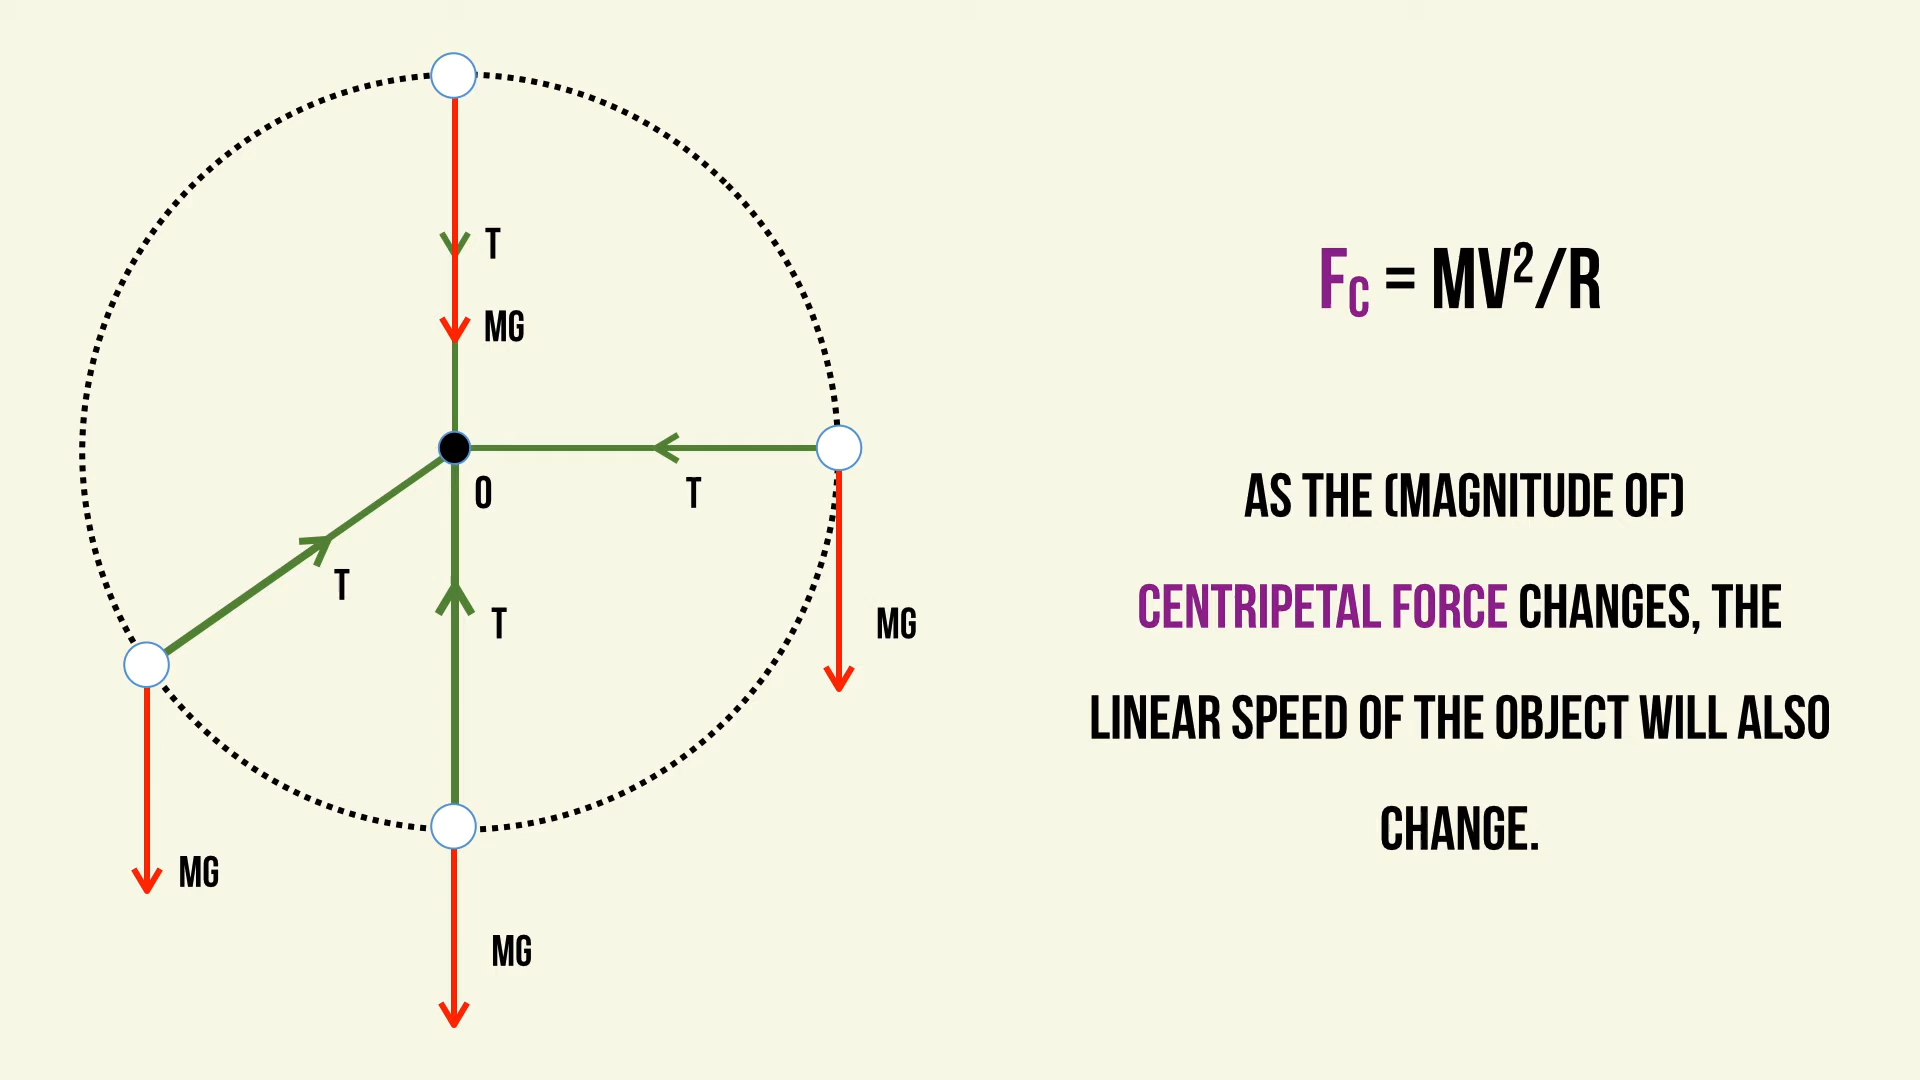 T
MG
O
T
T
T
MG
MG
MG
FC = MV²/R
AS THE (MAGNITUDE OF)
CENTRIPETAL FORCE CHANGES, THE
LINEAR SPEED OF THE OBJECT WILL ALSO
CHANGE.